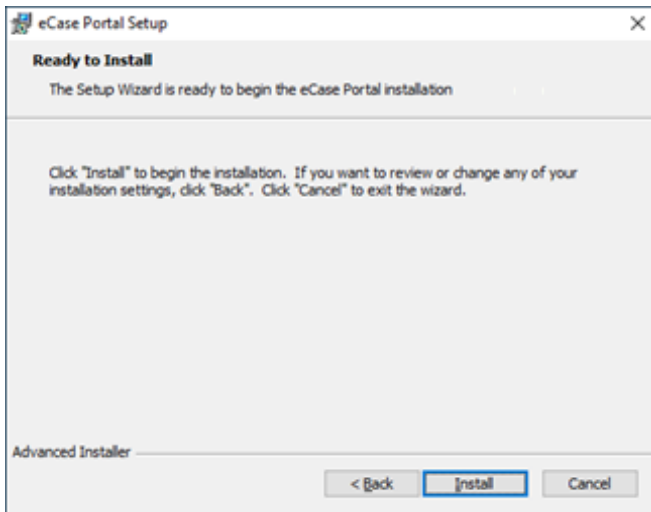 eCase Portal Setup
Ready to Install
The Setup Wizard is ready to begin the eCase Portal installation
Click "Install" to begin the installation. If you want to review or change any of your
installation settings, click "Back". Click "Cancel" to exit the wizard.
Advanced Installer
< Back Install Cancel